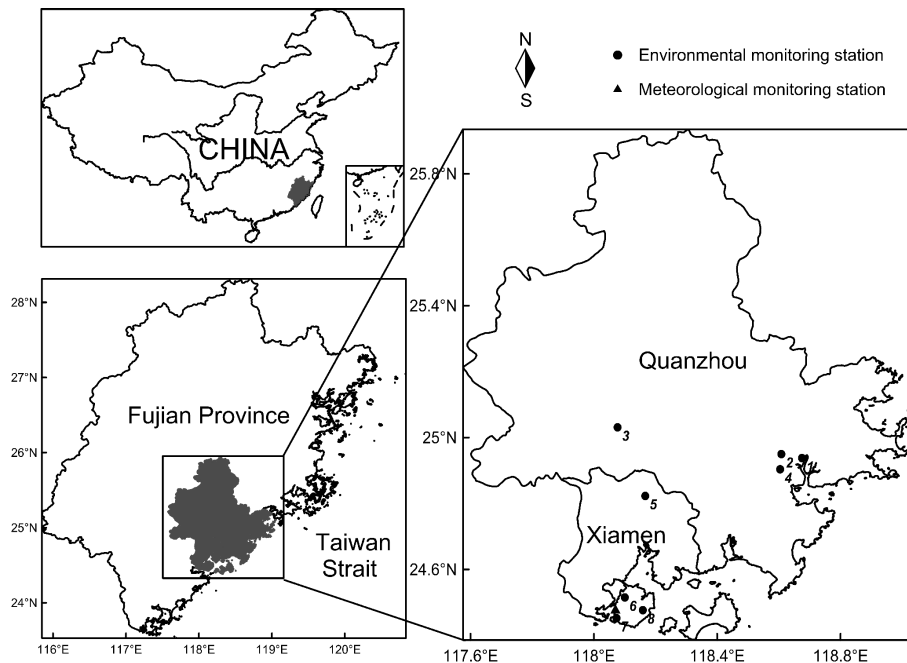 CHINA
N
S
Environmental monitoring station
Meteorological monitoring station
28°N
27°N
26°N
25°N
24°N
Fujian Province
Taiwan
Strait
116°E
117°E
118°E
119°E
120°E
25.8°N
25.4°N
25°N
24.6°N
Quanzhou
3
2
1
4
5
Xiamen
6
7
8
117.6°E
118°E
118.4°E
118.8°E